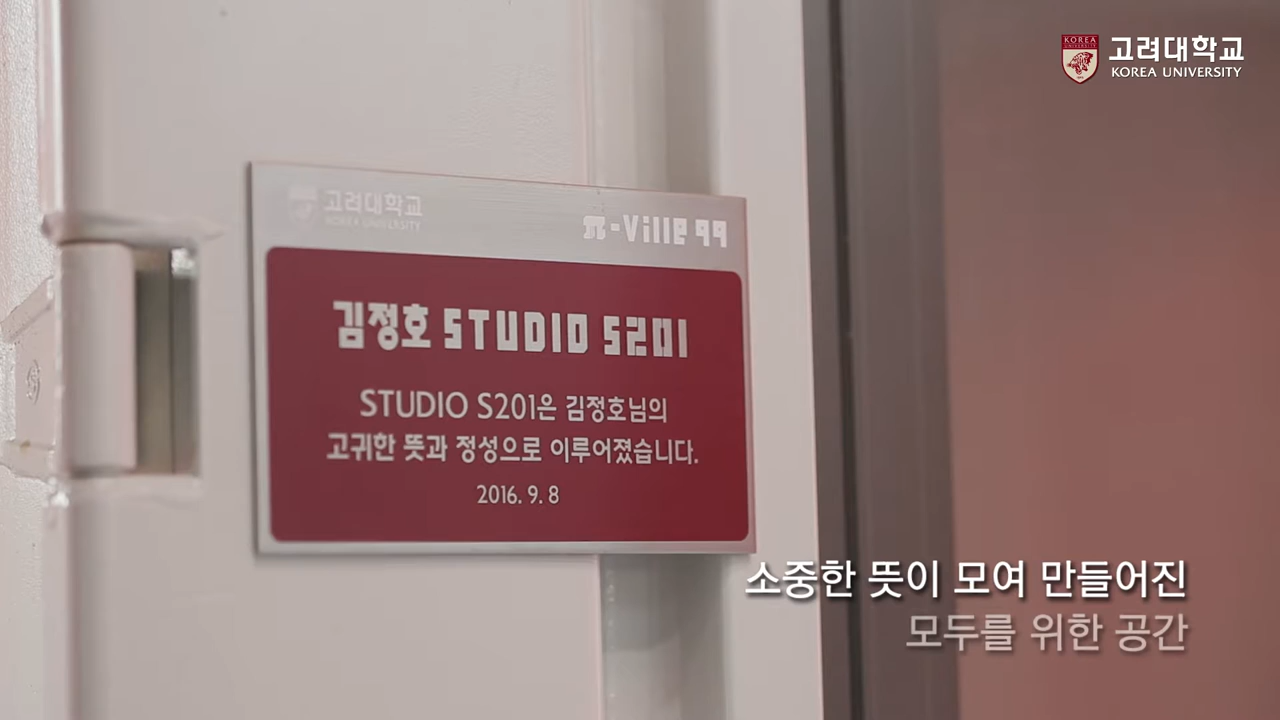 KOREA
UNIVERSITY
고려대학교
KOREA UNIVERSITY
고려대학교
KOREA UNIVERSITY
π-Ville 99
김정호 STUDIO S201
STUDIO S201은 김정호님의
고귀한 뜻과 정성으로 이루어졌습니다.
2016. 9. 8
소중한 뜻이 모여 만들어진
모두를 위한 공간